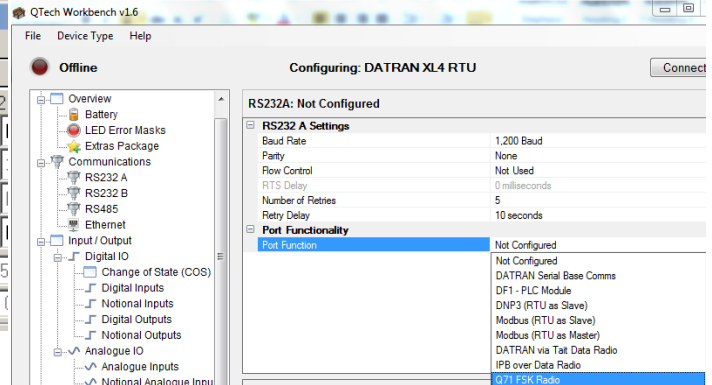 QTech Workbench v1.6
File Device Type Help
Offline
Configuring: DATRAN XL4 RTU
Connect
Overview
Battery
LED Error Masks
Extras Package
Communications
RS232 A
RS232 B
RS485
Ethernet
Input / Output
Digital IO
Change of State (COS)
Digital Inputs
Notional Inputs
Digital Outputs
Notional Outputs
Analogue IO
Analogue Inputs
Notional Analogue Inpu
RS232A: Not Configured
RS232 A Settings
Baud Rate 1,200 Baud
Parity None
Flow Control Not Used
RTS Delay 0 milliseconds
Number of Retries 5
Retry Delay 10 seconds
Port Functionality
Port Function Not Configured
Not Configured
DATRAN Serial Base Comms
DF1 - PLC Module
DNP3 (RTU as Slave)
Modbus (RTU as Slave)
Modbus (RTU as Master)
DATRAN via Tait Data Radio
IPB over Data Radio
Q71 FSK Radio